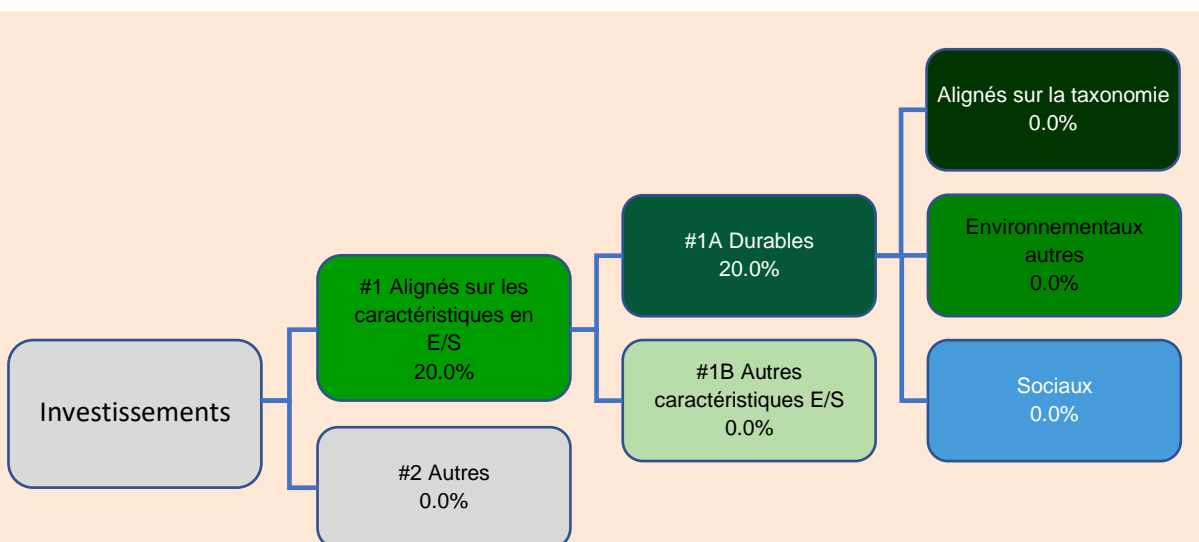 Investissements
#1 Alignés sur les
caractéristiques en
E/S
20.0%
#2 Autres
0.0%
#1A Durables
20.0%
#1B Autres
caractéristiques E/S
0.0%
Alignés sur la taxonomie
0.0%
Environnementaux
autres
0.0%
Sociaux
0.0%